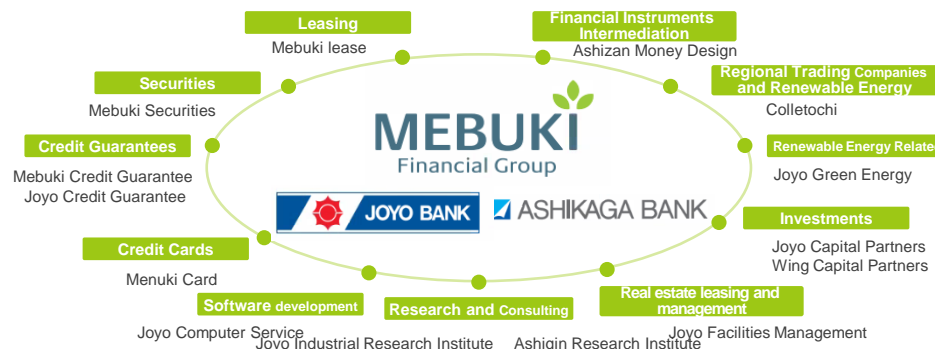 Leasing
Mebuki lease
Financial Instruments
Intermediation
Ashizan Money Design
Securities
Mebuki Securities
Regional Trading Companies
and Renewable Energy
Colletochi
MEBUKI
Financial Group
Credit Guarantees
Mebuki Credit Guarantee
Joyo Credit Guarantee
Renewable Energy Related
Joyo Green Energy
JOYO BANK
ASHIKAGA BANK
Investments
Joyo Capital Partners
Wing Capital Partners
Credit Cards
Menuki Card
Software development
Joyo Computer Service
Research and Consulting
Joyo Industrial Research Institute
Ashigin Research Institute
Real estate leasing and
management
Joyo Facilities Management